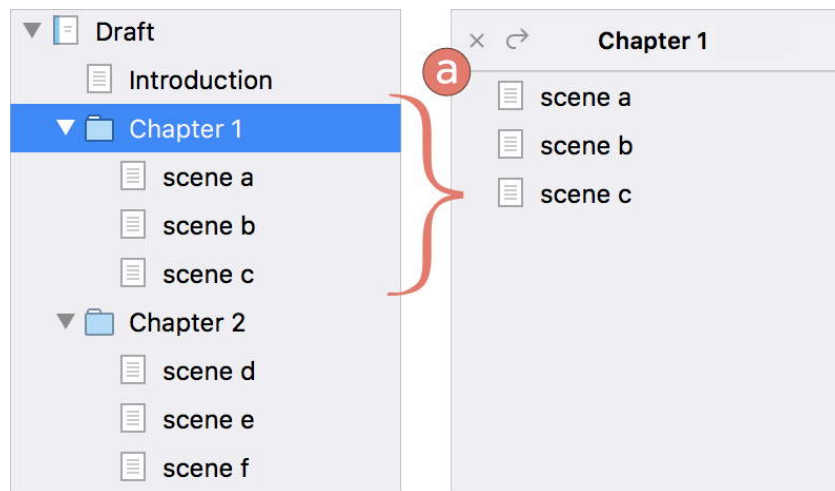 Draft
Introduction
Chapter 1
scene a
scene b
scene c
Chapter 2
scene d
scene e
scene f
a
Chapter 1
scene a
scene b
scene c